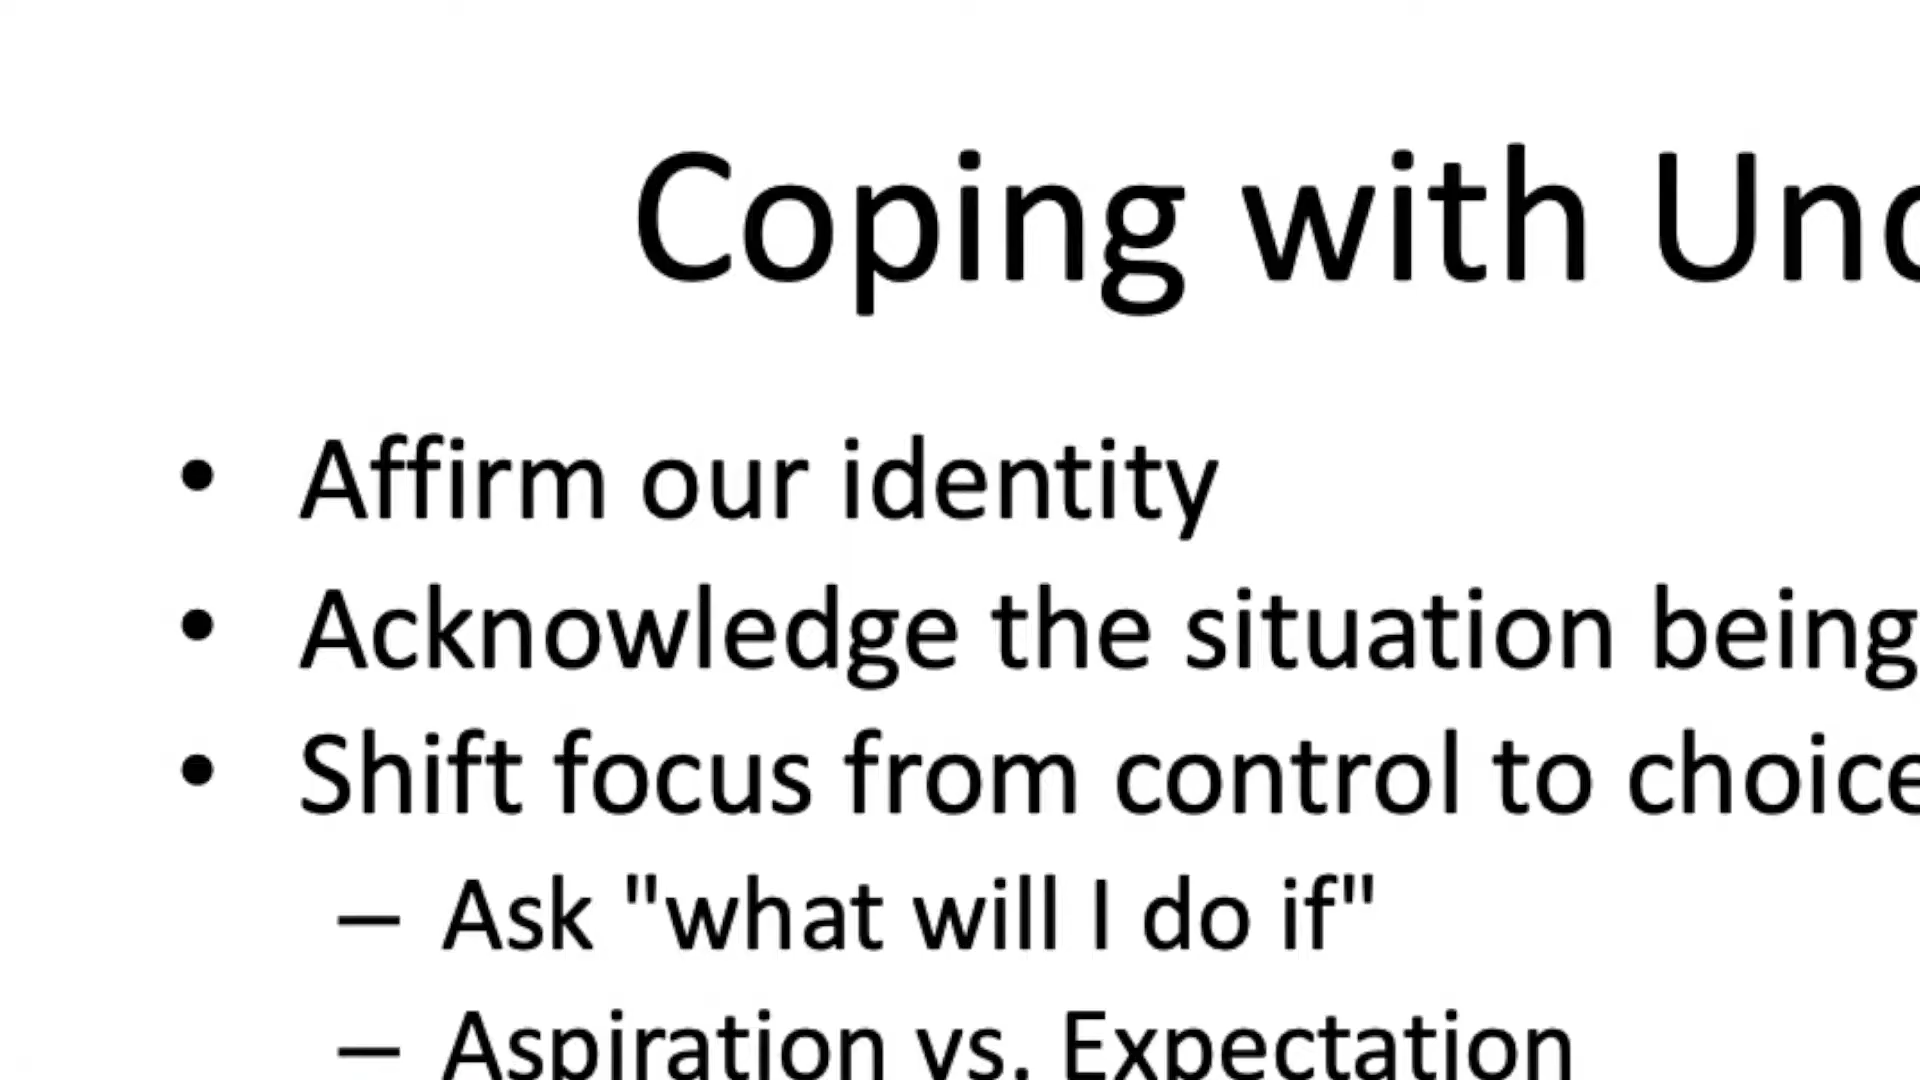 Coping with Unc
• Affirm our identity
• Acknowledge the situation being
• Shift focus from control to choice
– Ask "what will I do if"
– Aspiration vs. Expectation